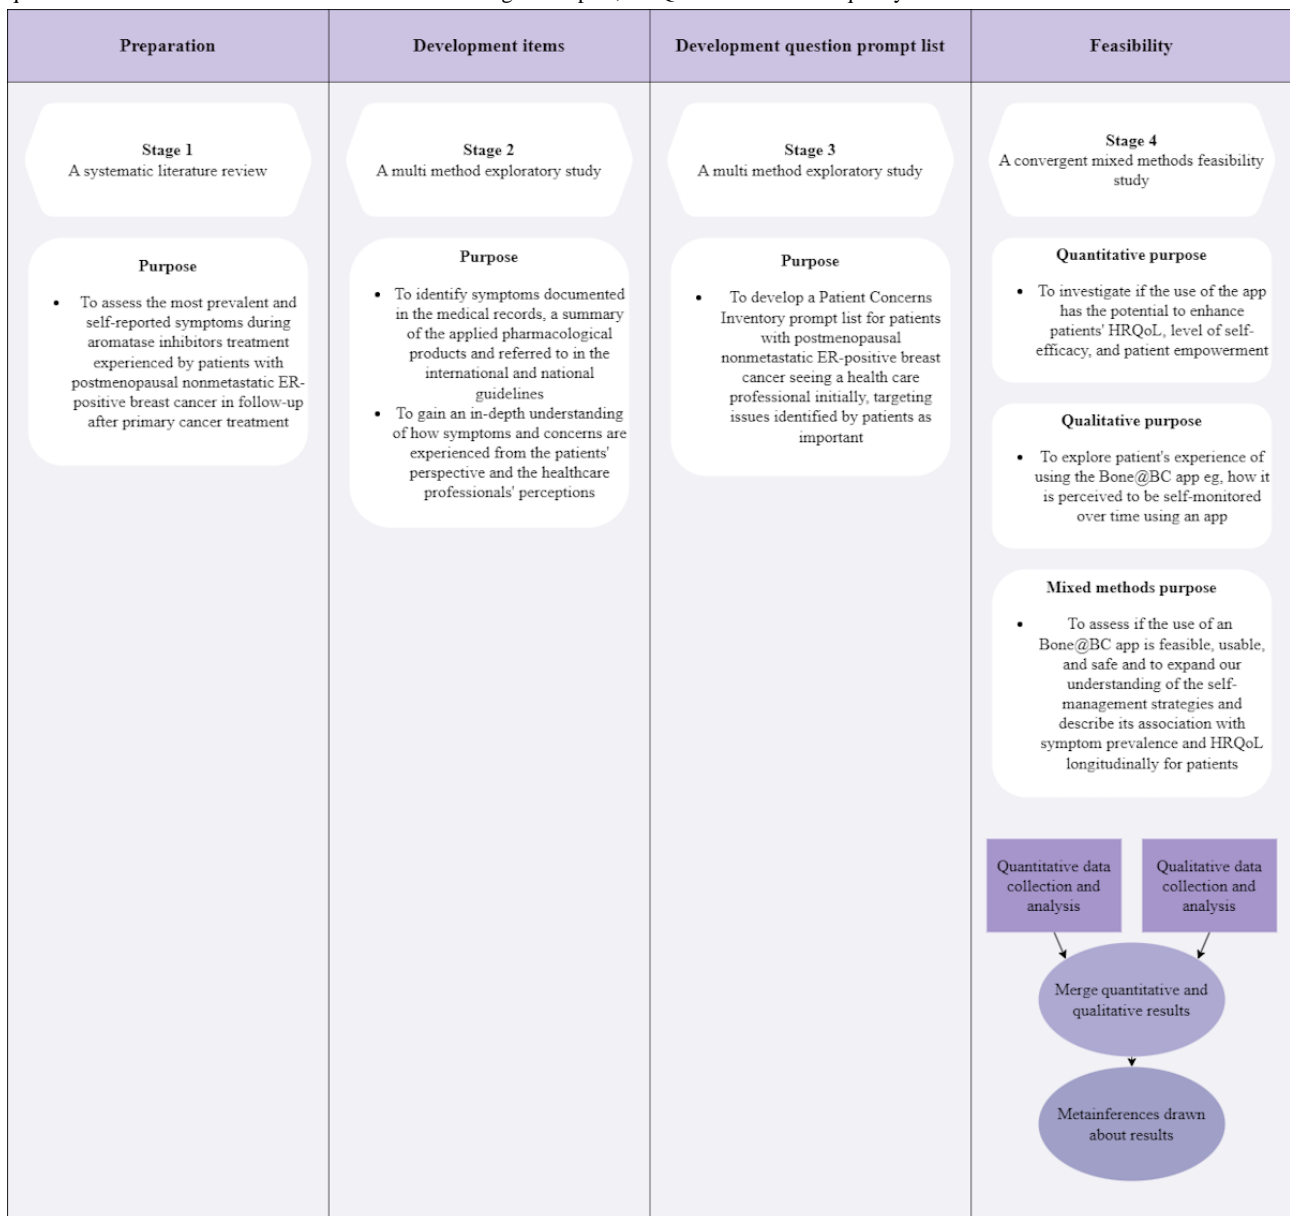 Preparation
Development items
Development question prompt list
Feasibility
Stage 1
A systematic literature review
Purpose
• To assess the most prevalent and
self-reported symptoms during
aromatase inhibitors treatment
experienced by patients with
postmenopausal nonmetastatic ER-
positive breast cancer in follow-up
after primary cancer treatment
Stage 2
A multi method exploratory study
Purpose
• To identify symptoms documented
in the medical records, a summary
of the applied pharmacological
products and referred to in the
international and national
guidelines
• To gain an in-depth understanding
of how symptoms and concerns are
experienced from the patients'
perspective and the healthcare
professionals' perceptions
Stage 3
A multi method exploratory study
Purpose
• To develop a Patient Concerns
Inventory prompt list for patients
with postmenopausal
nonmetastatic ER-positive breast
cancer seeing a health care
professional initially, targeting
issues identified by patients as
important
Stage 4
A convergent mixed methods feasibility
study
Quantitative purpose
• To investigate if the use of the app
has the potential to enhance
patients' HRQoL, level of self-
efficacy, and patient empowerment
Qualitative purpose
• To explore patient's experience of
using the Bone@BC app eg, how it
is perceived to be self-monitored
over time using an app
Mixed methods purpose
• To assess if the use of an
Bone@BC app is feasible, usable,
and safe and to expand our
understanding of the self-
management strategies and
describe its association with
symptom prevalence and HRQoL
longitudinally for patients
Quantitative data
collection and
analysis
Qualitative data
collection and
analysis
Merge quantitative and
qualitative results
Metainferences drawn
about results